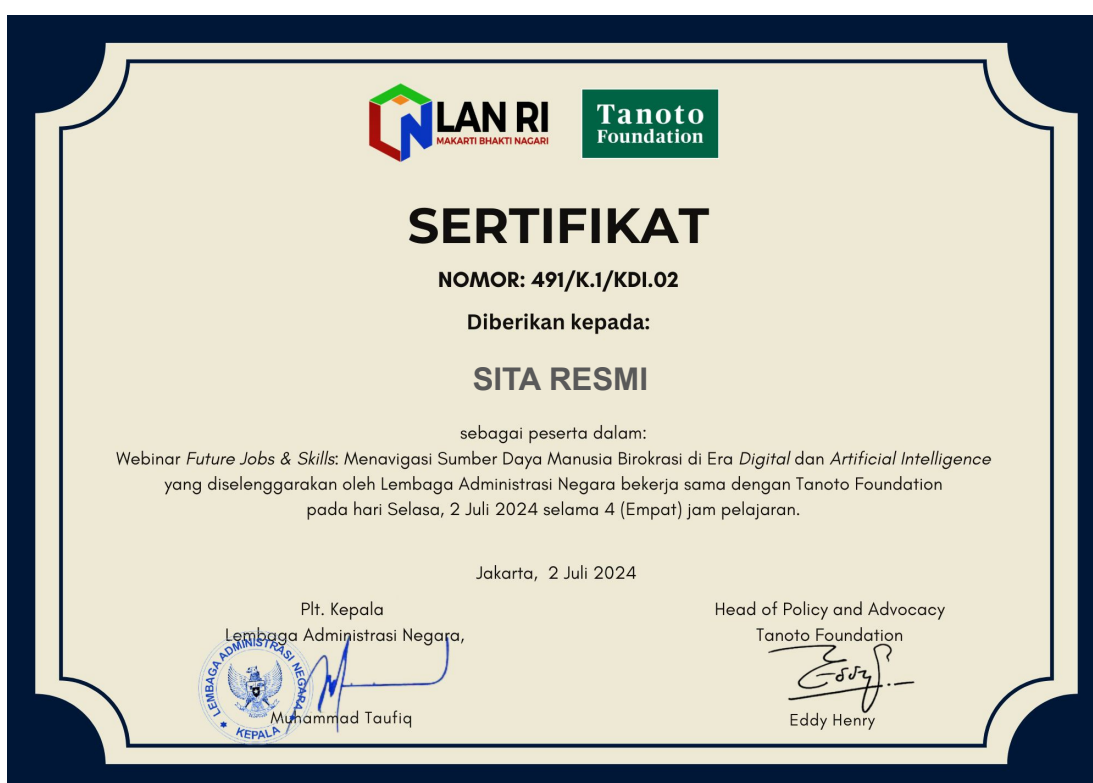 LAN RI
MAKARTI BHAKTI NAGARI
Tanoto
Foundation
SERTIFIKAT
NOMOR: 491/K.1/KDI.02
Diberikan kepada:
SITA RESMI
sebagai peserta dalam:
Webinar Future Jobs & Skills: Menavigasi Sumber Daya Manusia Birokrasi di Era Digital dan Artificial Intelligence
yang diselenggarakan oleh Lembaga Administrasi Negara bekerja sama dengan Tanoto Foundation
pada hari Selasa, 2 Juli 2024 selama 4 (Empat) jam pelajaran.
Jakarta, 2 Juli 2024
Plt. Kepala
Lembaga Administrasi Negara,
LEMBAGA ADMINISTRASI NEGARA
KEPALA
Muhammad Taufiq
Head of Policy and Advocacy
Tanoto Foundation
Eddy Henry